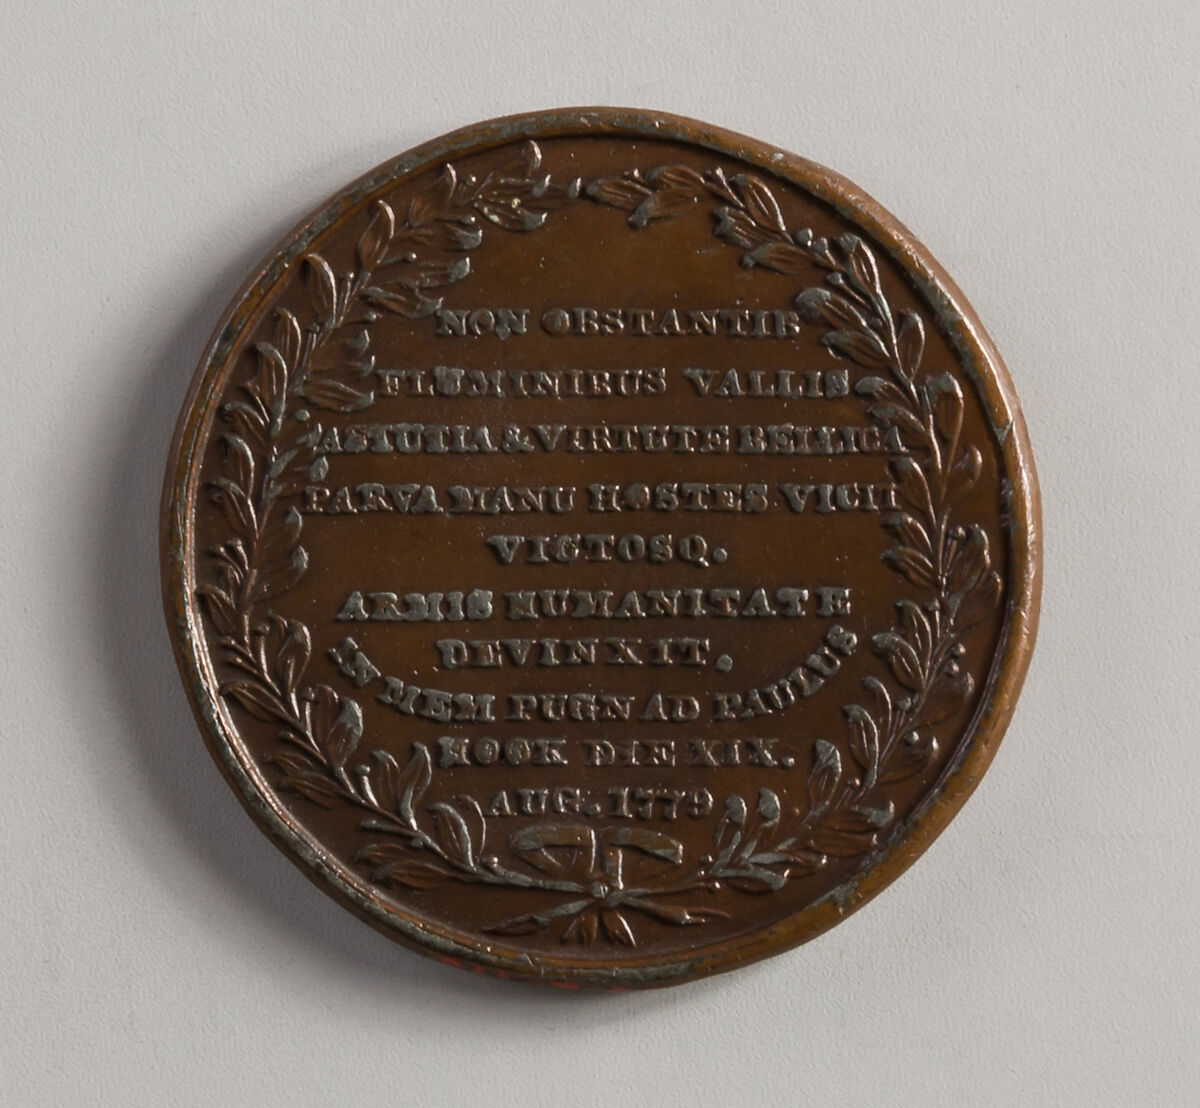 NON OBSTANTIB
FLUMINIBUS VALLIS
ASTUTIA & VIRTUTE BELLICA
PARVA MANU HOSTES VICIT
VICTOSQ.
ARMIS HUMANITATE
DEVINXIT.
IN MEM PUGN AD PAULUS
HOOK DIE XIX.
AUG. 1779